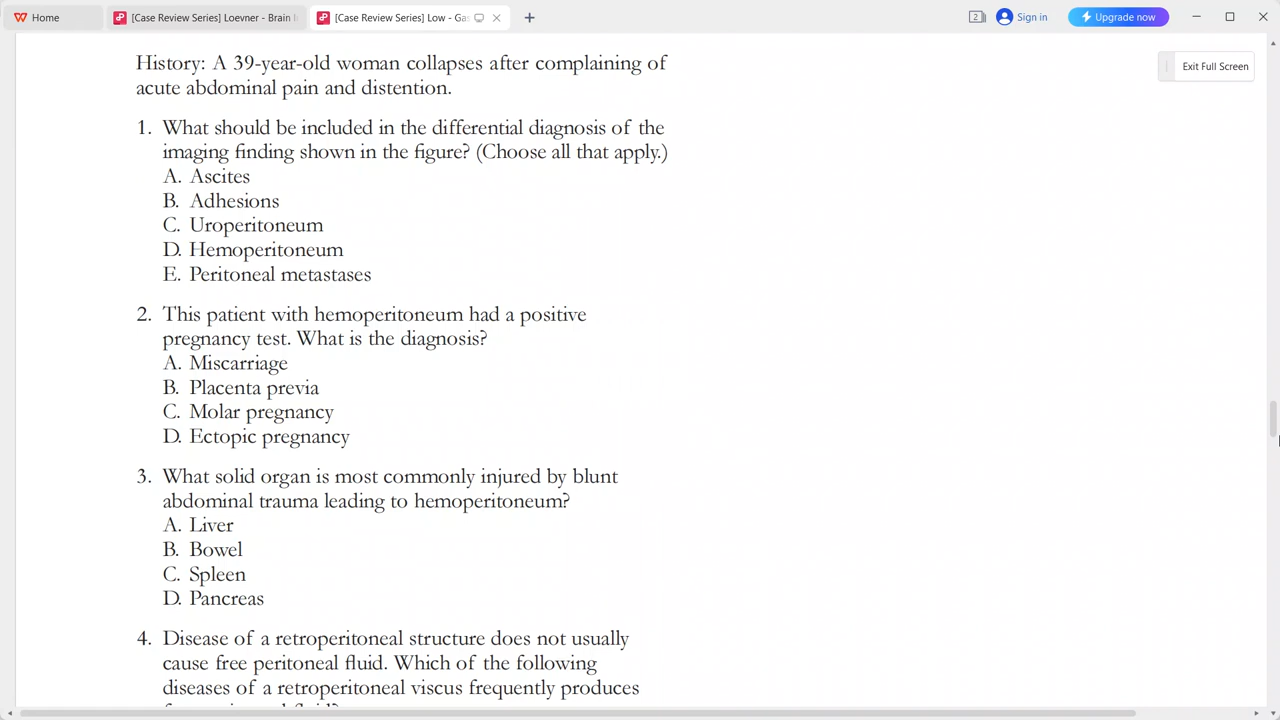 Home
[Case Review Series] Loevner - Brain
[Case Review Series] Low - Gas
2
Sign in
Upgrade now
Exit Full Screen
History: A 39-year-old woman collapses after complaining of
acute abdominal pain and distention.
1. What should be included in the differential diagnosis of the
imaging finding shown in the figure? (Choose all that apply.)
A. Ascites
B. Adhesions
C. Uroperitoneum
D. Hemoperitoneum
E. Peritoneal metastases
2. This patient with hemoperitoneum had a positive
pregnancy test. What is the diagnosis?
A. Miscarriage
B. Placenta previa
C. Molar pregnancy
D. Ectopic pregnancy
3. What solid organ is most commonly injured by blunt
abdominal trauma leading to hemoperitoneum?
A. Liver
B. Bowel
C. Spleen
D. Pancreas
4. Disease of a retroperitoneal structure does not usually
cause free peritoneal fluid. Which of the following
diseases of a retroperitoneal viscus frequently produces